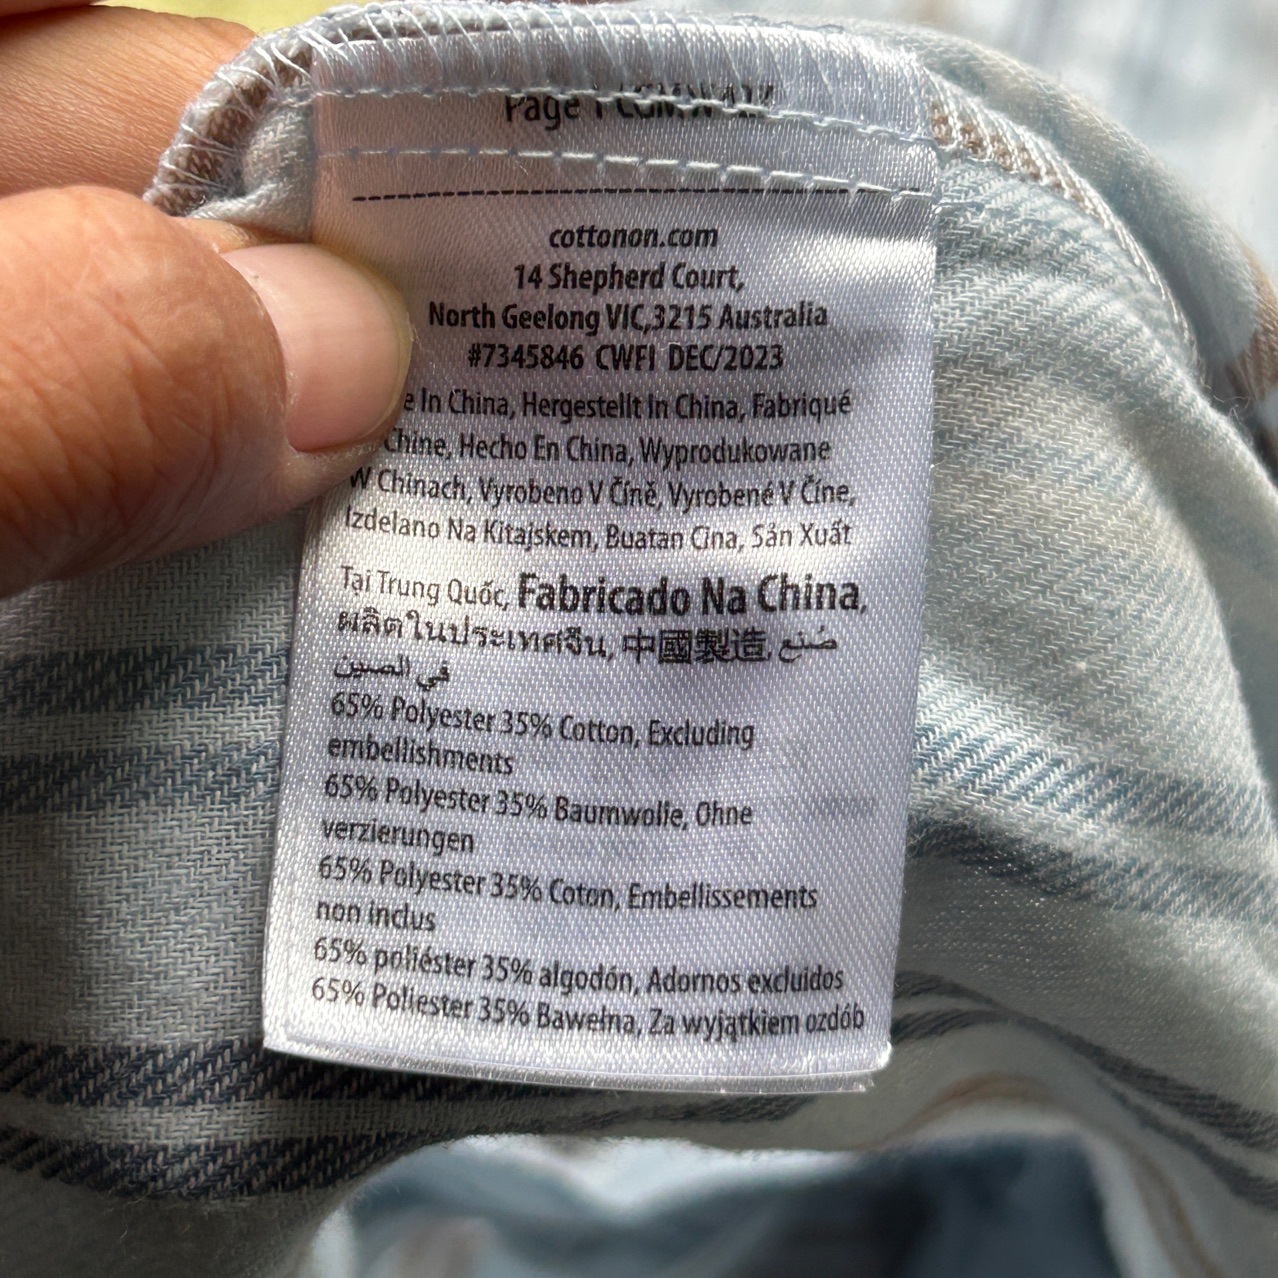 Page 1
cottonon.com
14 Shepherd Court,
North Geelong VIC,3215 Australia
#7345846 CWFI DEC/2023
e In China, Hergestellt In China, Fabriqué
Chine, Hecho En China, Wyprodukowane
W Chinach, Vyrobeno V Číně, Vyrobené V Číne,
Izdelano Na Kitajskem, Buatan Cina, Sản Xuất
Tại Trung Quốc, Fabricado Na China,
ผลิตในประเทศจีน, 中國製造, صُنع
في الصين
65% Polyester 35% Cotton, Excluding
embellishments
65% Polyester 35% Baumwolle, Ohne
verzierungen
65% Polyester 35% Coton, Embellissements
non inclus
65% poliéster 35% algodón, Adornos excluidos
65% Poliester 35% Bawełna, Za wyjątkiem ozdób